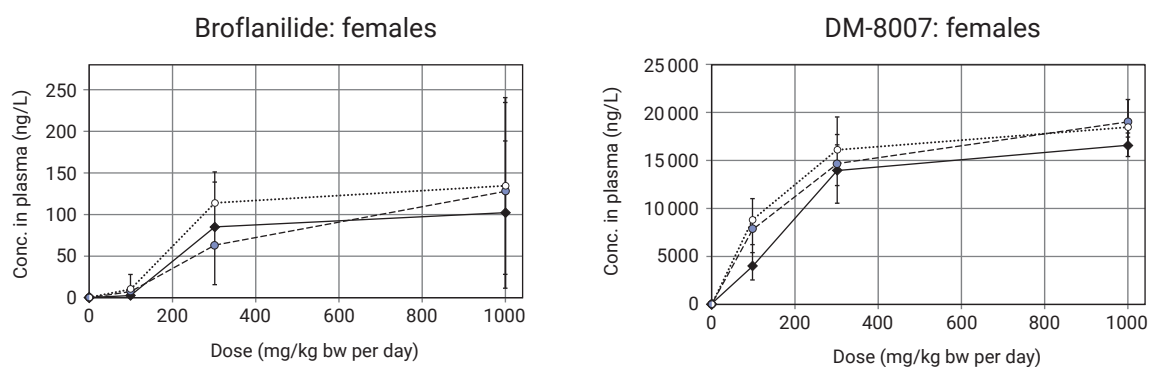 Broflanilide: females
Conc. in plasma (ng/L)
250
200
150
100
50
0
0 200 400 600 800 1000
Dose (mg/kg bw per day)
DM-8007: females
Conc. in plasma (ng/L)
25 000
20 000
15 000
10 000
5000
0
0 200 400 600 800 1000
Dose (mg/kg bw per day)